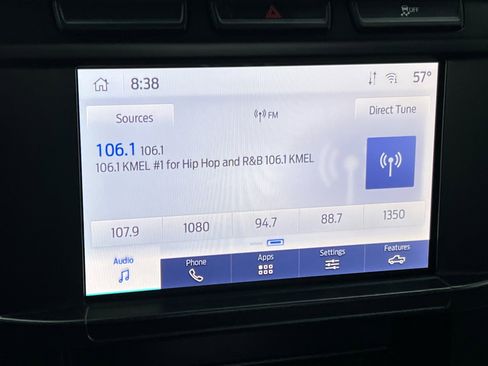 OFF
8:38
57°
Sources
FM
Direct Tune
106.1 106.1
106.1 KMEL #1 for Hip Hop and R&B 106.1 KMEL
107.9
1080
94.7
88.7
1350
Audio
Phone
Apps
Settings
Features